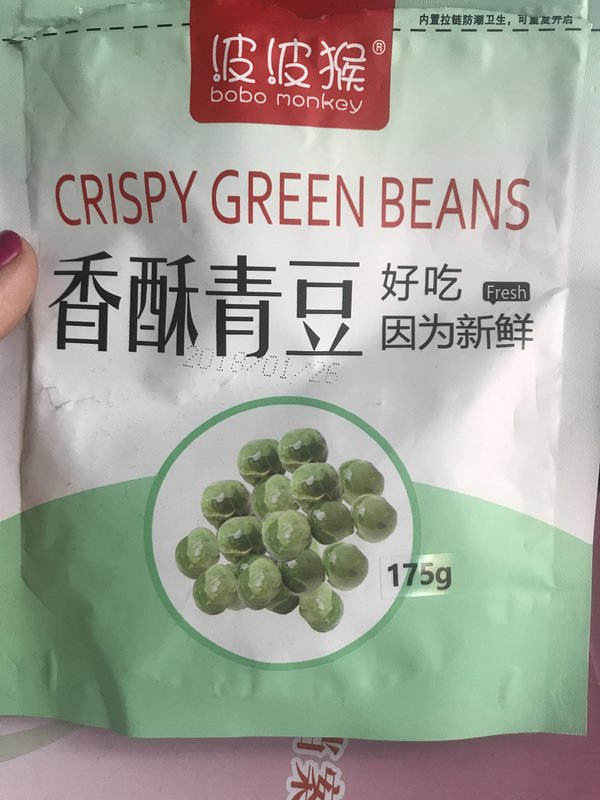 内置拉链防潮卫生，可重复开启
波波猴®
bobo monkey
CRISPY GREEN BEANS
香酥青豆
好吃 Fresh
因为新鲜
2018/01/26
175g